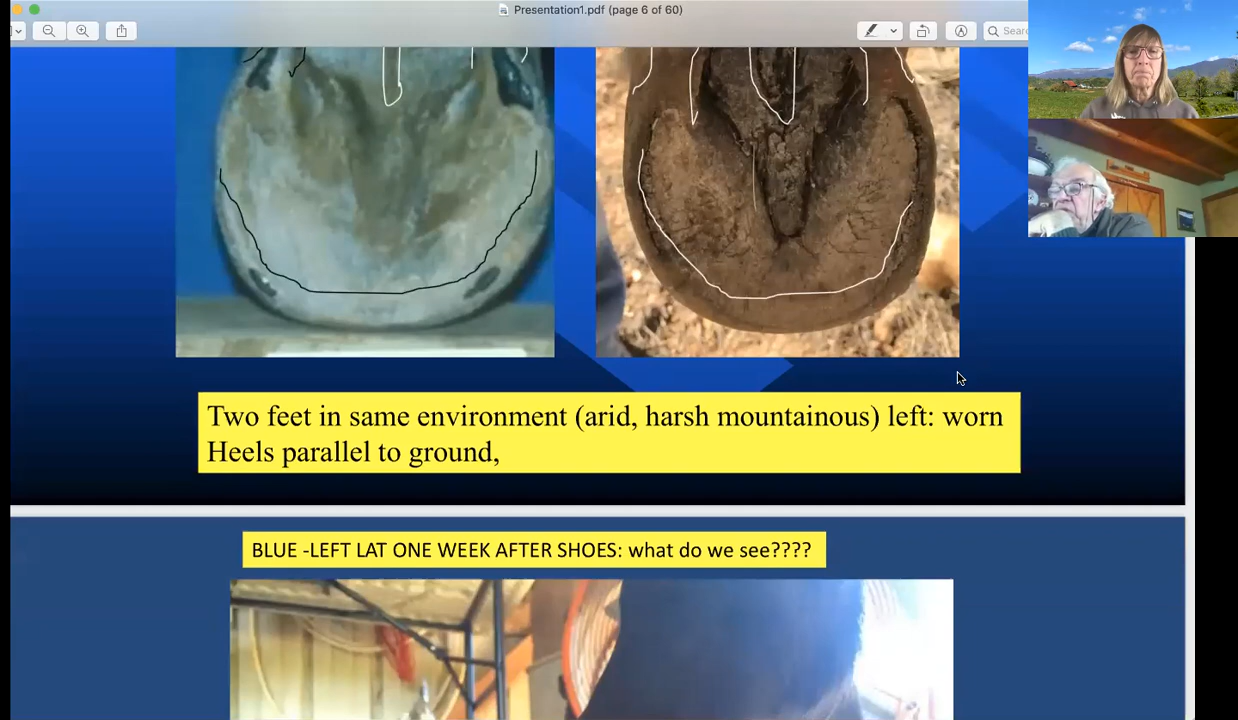 Presentation1.pdf (page 6 of 60)
Sear
Two feet in same environment (arid, harsh mountainous) left: worn
Heels parallel to ground,
BLUE -LEFT LAT ONE WEEK AFTER SHOES: what do we see????